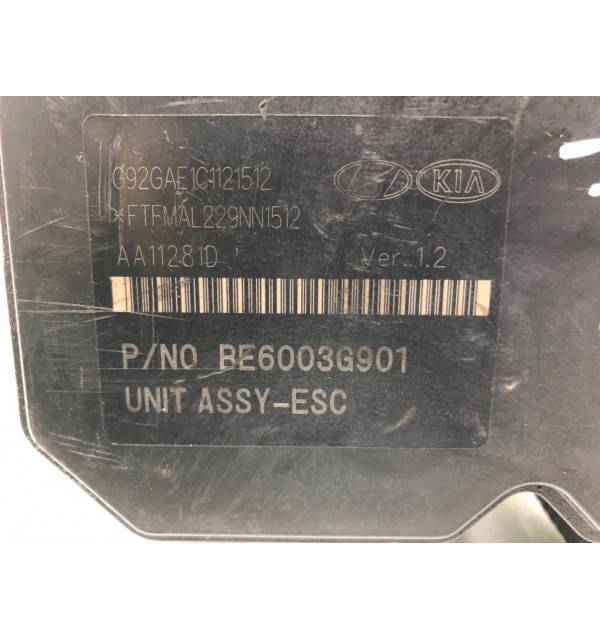 G92GAE1C1121512
KIA
*FTFMAL229NN1512
AA11281D Ver. 1.2
P/NO BE6003G901
UNIT ASSY-ESC